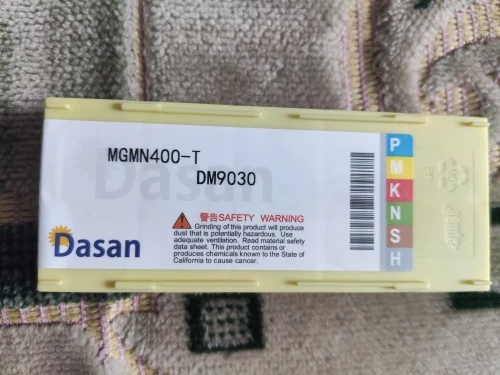 MGMN400-T
DM9030
Dasan
警告SAFETY WARNING
Grinding of this product will produce
dust that is potentially hazardous. Use
adequate ventilation. Read material safety
data sheet. This product contains or
produces chemicals known to the State of
California to cause cancer.
Dasan
P
M
K
N
S
H